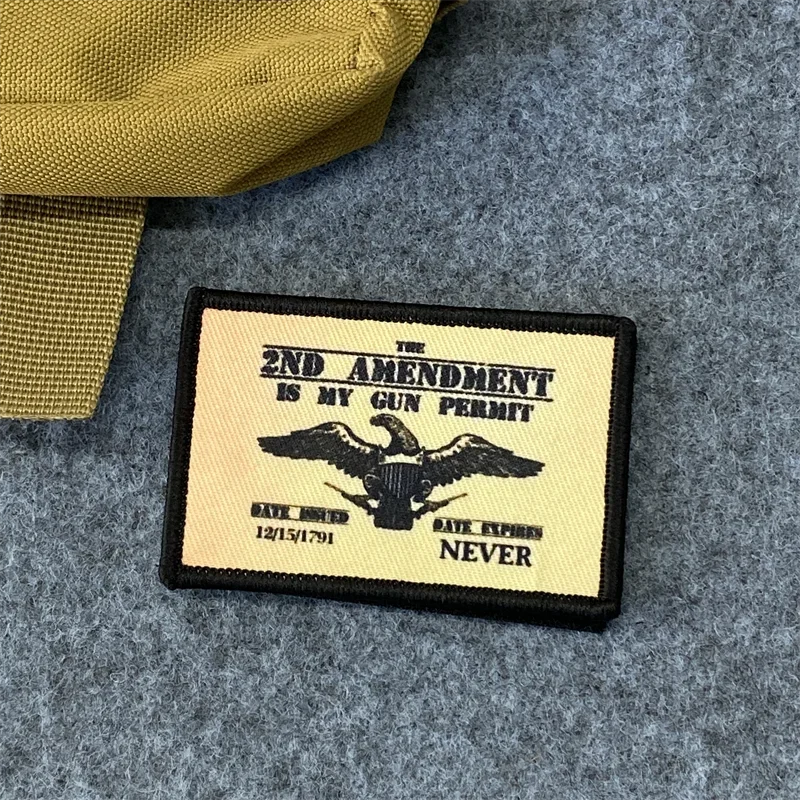 THE
2ND AMENDMENT
IS MY GUN PERMIT
DATE ISSUED
12/15/1791
DATE EXPIRES
NEVER